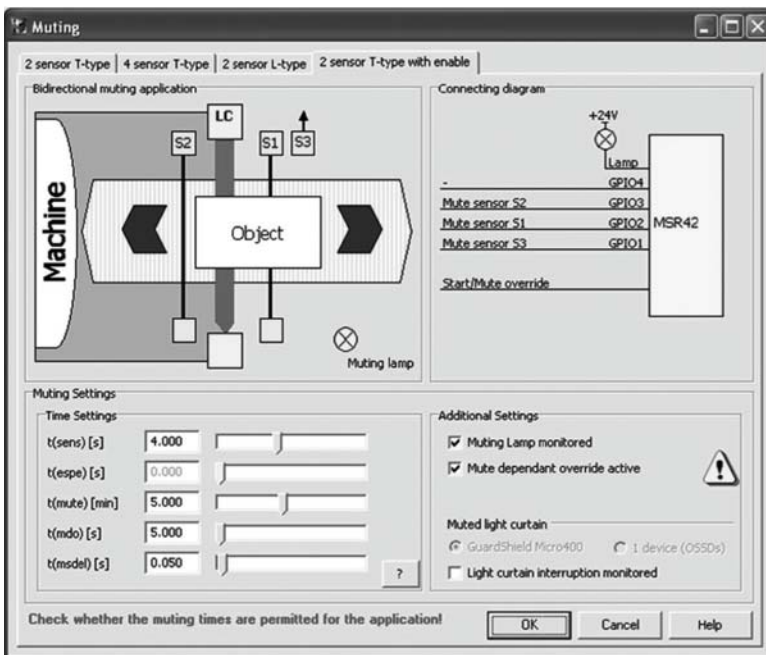 Muting
2 sensor T-type
4 sensor T-type
2 sensor L-type
2 sensor T-type with enable
Bidirectional muting application
LC
S2
S1
S3
Machine
Object
Muting lamp
Connecting diagram
+24V
Lamp
- GPIO4
Mute sensor S2 GPIO3
Mute sensor S1 GPIO2
MSR42
Mute sensor S3 GPIO1
Start/Mute override
Muting Settings
Time Settings
t(sens) [s] 4.000
t(espe) [s] 0.000
t(mute) [min] 5.000
t(mdo) [s] 5.000
t(msdel) [s] 0.050
?
Additional Settings
Muting Lamp monitored
Mute dependant override active
!
Muted light curtain
GuardShield Micro400
1 device (OSSDs)
Light curtain interruption monitored
Check whether the muting times are permitted for the application!
OK
Cancel
Help